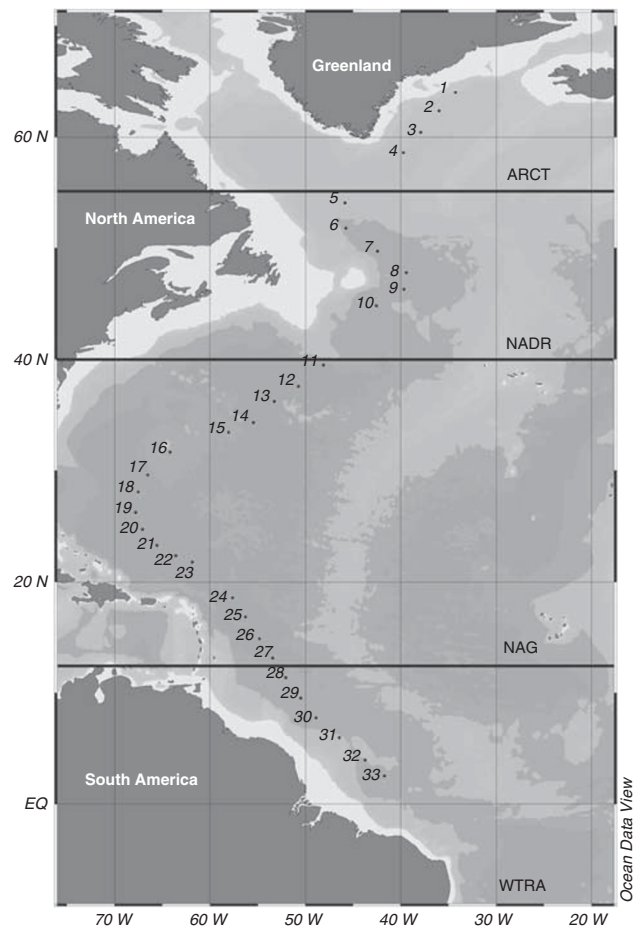 Greenland
1
2
3
60 N
4
ARCT
5
North America
6
7
8
9
10
NADR
40 N
11
12
13
14
15
16
17
18
19
20
21
22
23
20 N
24
25
26
27
NAG
28
29
30
31
32
33
South America
EQ
WTRA
70 W 60 W 50 W 40 W 30 W 20 W
Ocean Data View